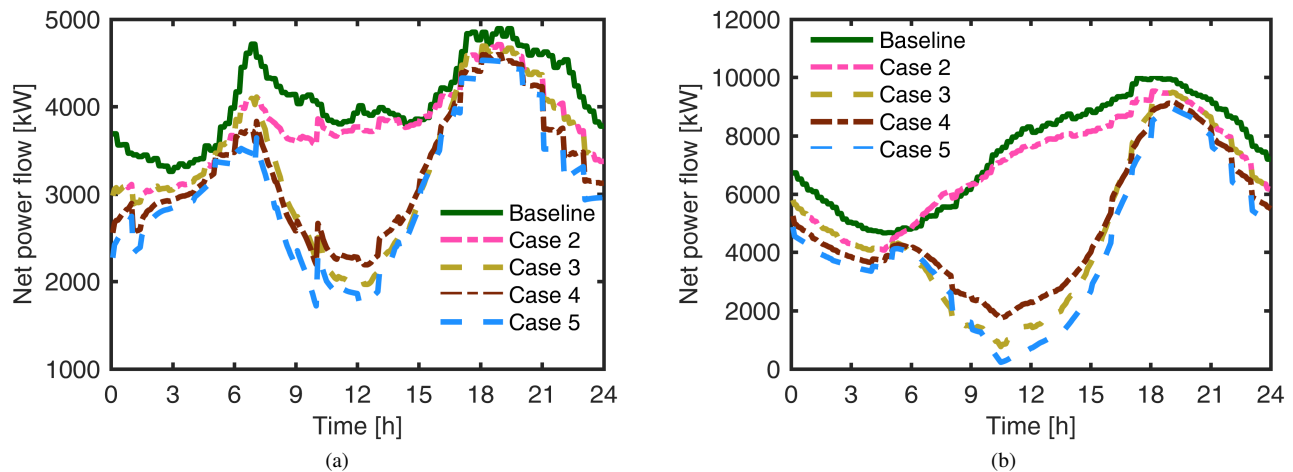 Net power flow [kW]
5000
4000
3000
2000
1000
0 3 6 9 12 15 18 21 24
Time [h]
Baseline
Case 2
Case 3
Case 4
Case 5
(a)
Net power flow [kW]
12000
10000
8000
6000
4000
2000
0
0 3 6 9 12 15 18 21 24
Time [h]
Baseline
Case 2
Case 3
Case 4
Case 5
(b)